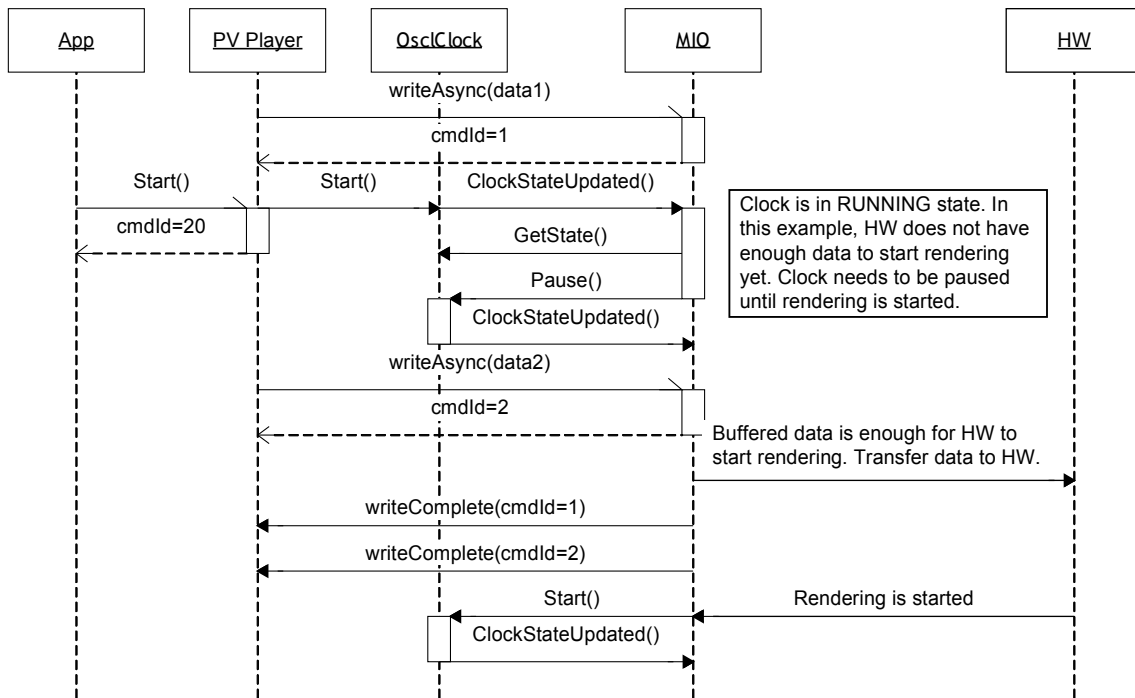 App
PV Player
OsclClock
MIO
HW
writeAsync(data1)
cmdId=1
Start()
Start()
ClockStateUpdated()
cmdId=20
GetState()
Pause()
ClockStateUpdated()
Clock is in RUNNING state. In
this example, HW does not have
enough data to start rendering
yet. Clock needs to be paused
until rendering is started.
writeAsync(data2)
cmdId=2
Buffered data is enough for HW to
start rendering. Transfer data to HW.
writeComplete(cmdId=1)
writeComplete(cmdId=2)
Start()
Rendering is started
ClockStateUpdated()